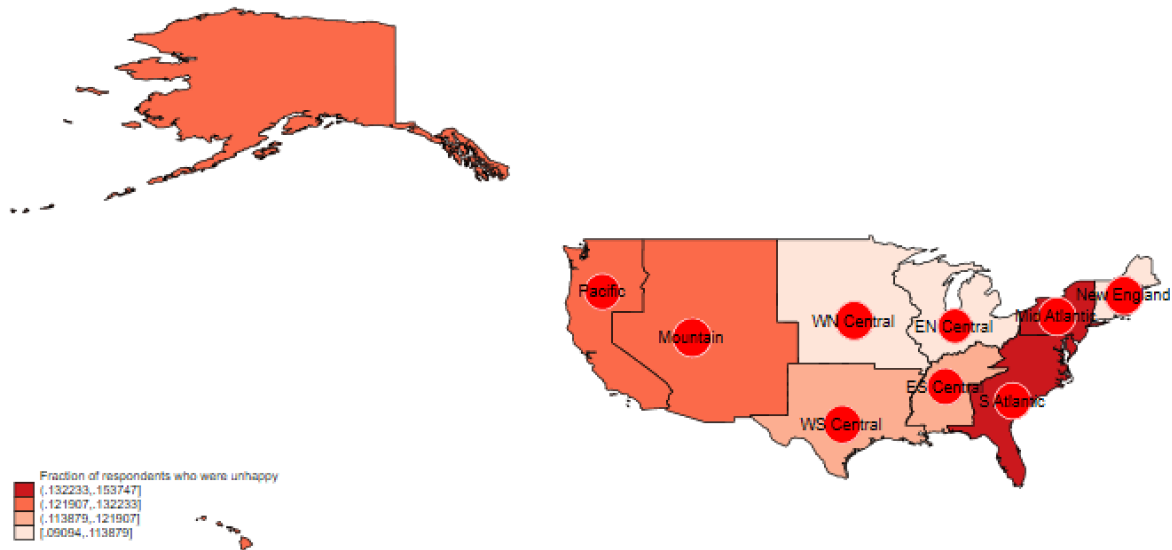 Pacific
Mountain
WN Central
EN Central
New England
Mid Atlantic
ES Central
S Atlantic
WS Central
Fraction of respondents who were unhappy
(.132233,.153747]
(.121907,.132233]
(.113879,.121907]
[.09094,.113879]